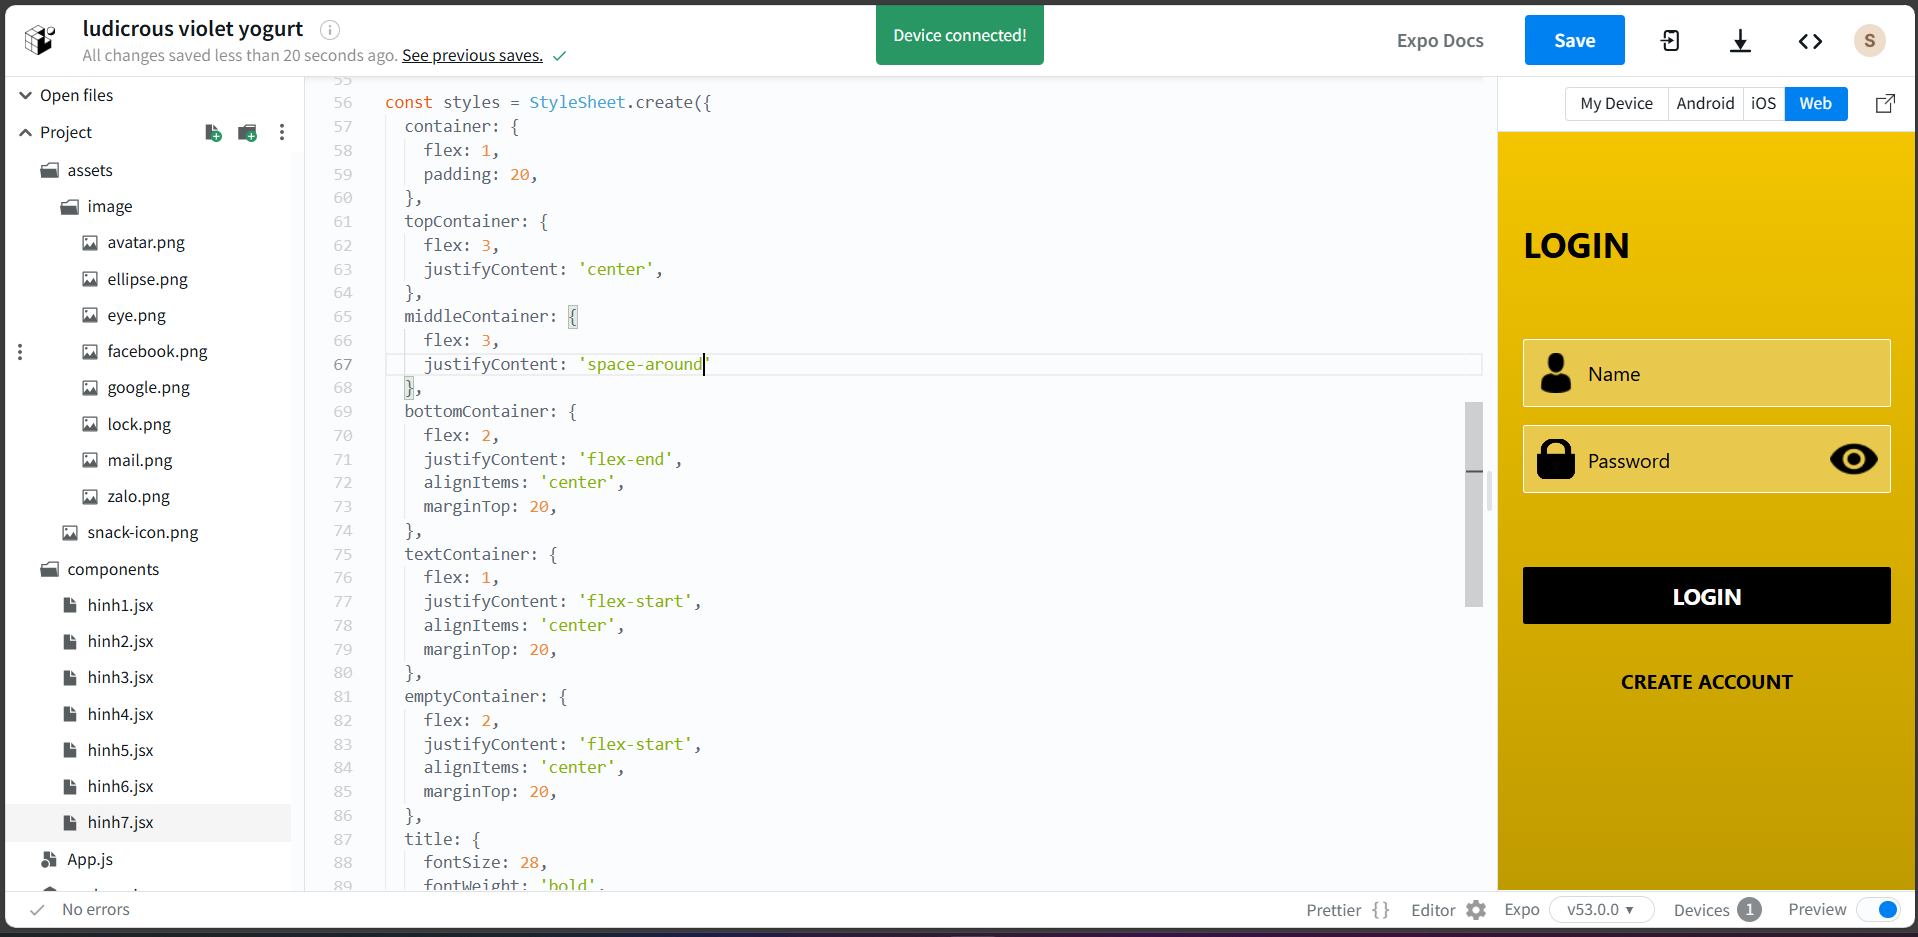 ludicrous violet yogurt
All changes saved less than 20 seconds ago. See previous saves.
Device connected!
Expo Docs
Save
S
Open files
Project
assets
image
avatar.png
ellipse.png
eye.png
facebook.png
google.png
lock.png
mail.png
zalo.png
snack-icon.png
components
hinh1.jsx
hinh2.jsx
hinh3.jsx
hinh4.jsx
hinh5.jsx
hinh6.jsx
hinh7.jsx
App.js
55
56 const styles = StyleSheet.create({
57 container: {
58 flex: 1,
59 padding: 20,
60 },
61 topContainer: {
62 flex: 3,
63 justifyContent: 'center',
64 },
65 middleContainer: {
66 flex: 3,
67 justifyContent: 'space-around'
68 },
69 bottomContainer: {
70 flex: 2,
71 justifyContent: 'flex-end',
72 alignItems: 'center',
73 marginTop: 20,
74 },
75 textContainer: {
76 flex: 1,
77 justifyContent: 'flex-start',
78 alignItems: 'center',
79 marginTop: 20,
80 },
81 emptyContainer: {
82 flex: 2,
83 justifyContent: 'flex-start',
84 alignItems: 'center',
85 marginTop: 20,
86 },
87 title: {
88 fontSize: 28,
89 fontWeight: 'bold',
My Device
Android
iOS
Web
LOGIN
Name
Password
LOGIN
CREATE ACCOUNT
No errors
Prettier { }
Editor
Expo
v53.0.0
Devices 1
Preview